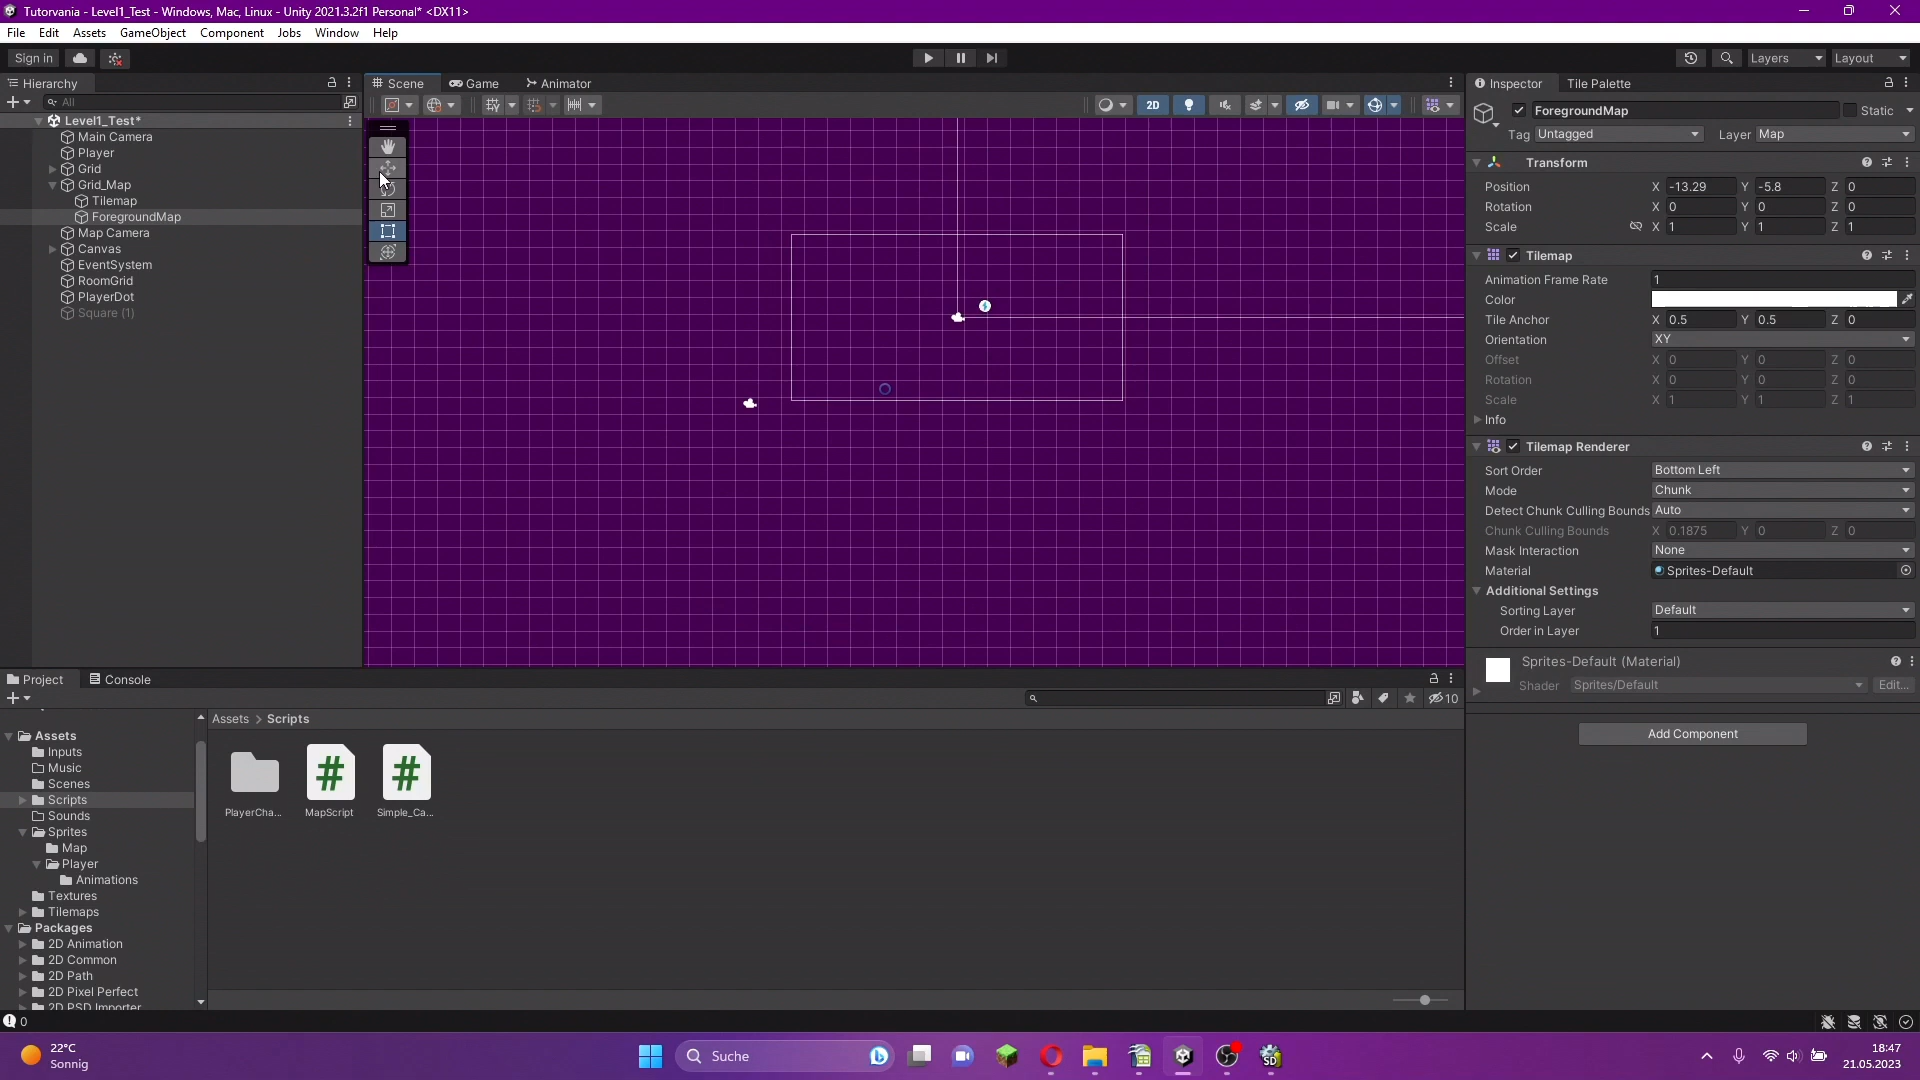 Tutorvania - Level1_Test - Windows, Mac, Linux - Unity 2021.3.2f1 Personal* <DX11>
File Edit Assets GameObject Component Jobs Window Help
Sign in
Layers
Layout
Hierarchy
Scene
Game
Animator
Inspector
Tile Palette
All
2D
Level1_Test*
Main Camera
Player
Grid
Grid_Map
Tilemap
ForegroundMap
Map Camera
Canvas
EventSystem
RoomGrid
PlayerDot
Square (1)
ForegroundMap
Static
Tag Untagged
Layer Map
Transform
Position X -13.29 Y -5.8 Z 0
Rotation X 0 Y 0 Z 0
Scale X 1 Y 1 Z 1
Tilemap
Animation Frame Rate 1
Color
Tile Anchor X 0.5 Y 0.5 Z 0
Orientation XY
Offset X 0 Y 0 Z 0
Rotation X 0 Y 0 Z 0
Scale X 1 Y 1 Z 1
Info
Tilemap Renderer
Sort Order Bottom Left
Mode Chunk
Detect Chunk Culling Bounds Auto
Chunk Culling Bounds X 0.1875 Y 0 Z 0
Mask Interaction None
Material Sprites-Default
Additional Settings
Sorting Layer Default
Order in Layer 1
Sprites-Default (Material)
Shader Sprites/Default Edit...
Add Component
Project
Console
10
Assets
Inputs
Music
Scenes
Scripts
Sounds
Sprites
Map
Player
Animations
Textures
Tilemaps
Packages
2D Animation
2D Common
2D Path
2D Pixel Perfect
2D PSD Importer
Assets > Scripts
PlayerCha...
MapScript
Simple_Ca...
0
22°C
Sonnig
Suche
18:47
21.05.2023